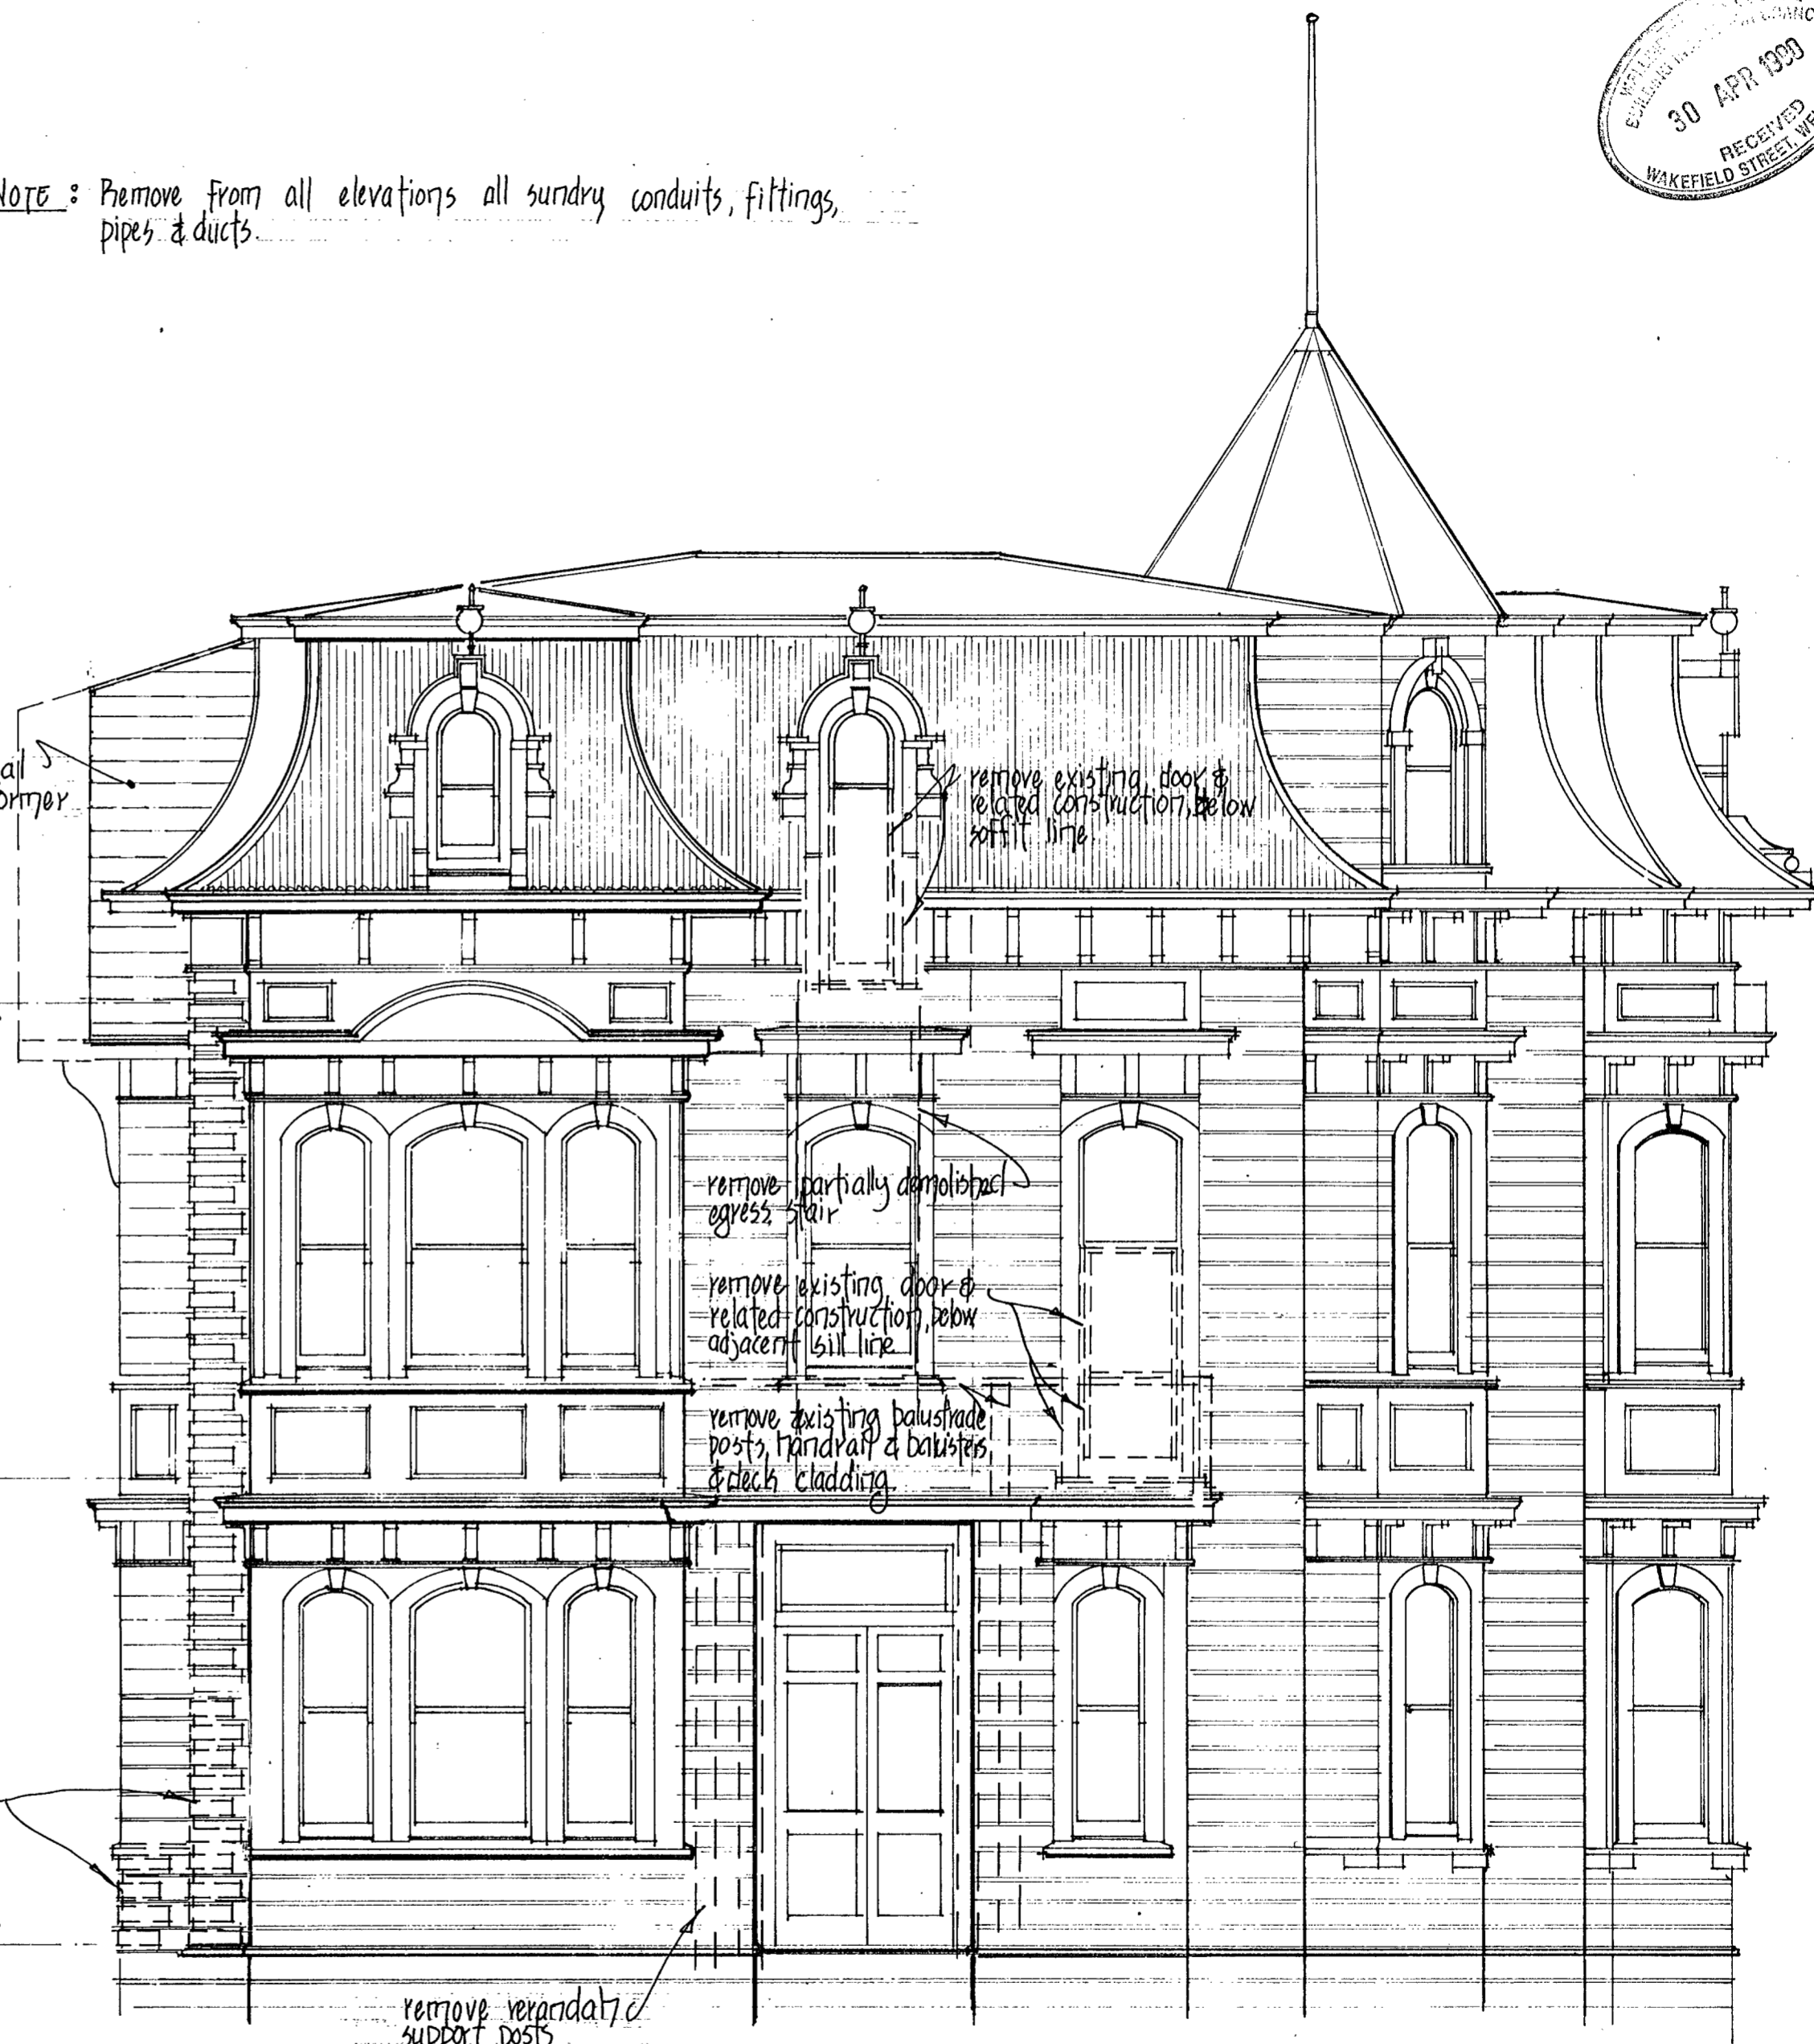 NOTE : Remove from all elevations all sundry conduits, fittings,
pipes & ducts.
30 APR 1990
RECEIVED
WAKEFIELD STREET, WE
remove existing door &
related construction, below
soffit line.
remove partially demolished
egress stair
remove existing door &
related construction, below
adjacent sill line
remove existing balustrade
posts, handrail & balusters,
& deck cladding.
remove verandah
support posts